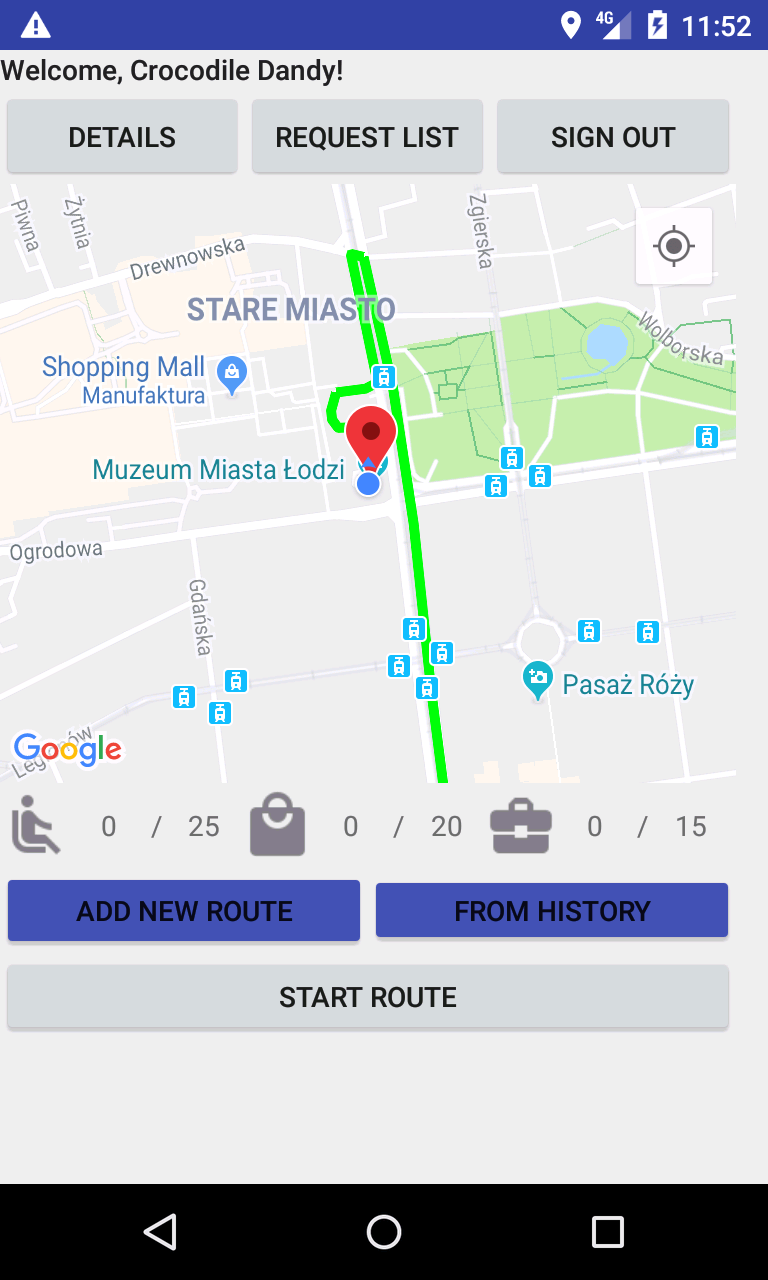 4G 11:52
Welcome, Crocodile Dandy!
DETAILS REQUEST LIST SIGN OUT
Piwna
Żytnia
Drewnowska
Zgierska
STARE MIASTO
Wolborska
Shopping Mall
Manufaktura
Muzeum Miasta Łodzi
Ogrodowa
Gdańska
Pasaż Róży
Google
0 / 25 0 / 20 0 / 15
ADD NEW ROUTE FROM HISTORY
START ROUTE